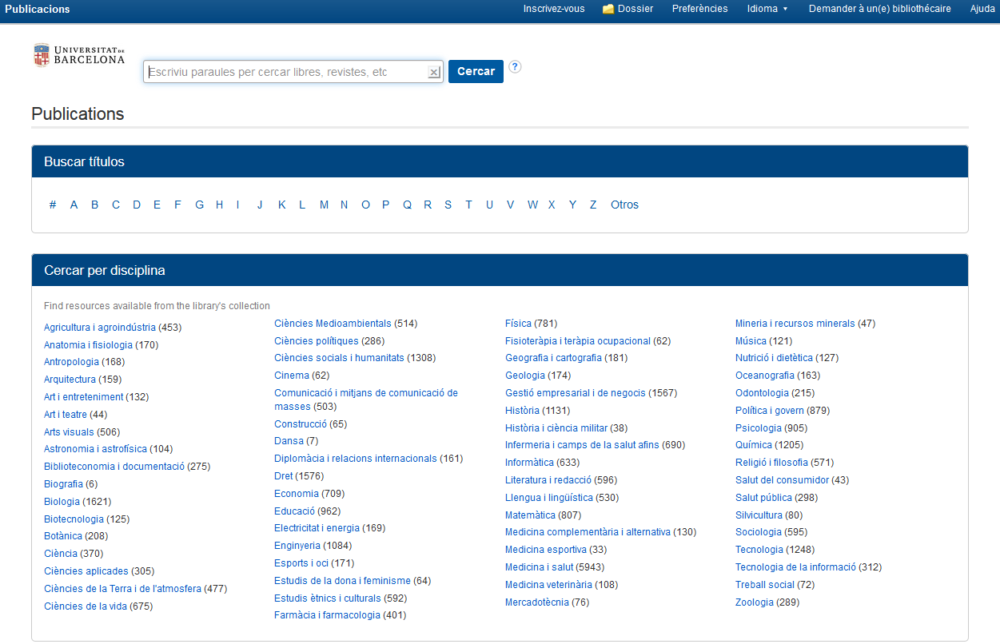 Publicacions
Inscrivez-vous Dossier Preferències Idioma ▼ Demander à un(e) bibliothécaire Ajuda
UNIVERSITAT DE
BARCELONA
Escriviu paraules per cercar libres, revistes, etc
Cercar
?
Publications
Buscar títulos
# A B C D E F G H I J K L M N O P Q R S T U V W X Y Z Otros
Cercar per disciplina
Find resources available from the library's collection
Agricultura i agroindústria (453)
Anatomia i fisiologia (170)
Antropologia (168)
Arquitectura (159)
Art i entreteniment (132)
Art i teatre (44)
Arts visuals (506)
Astronomia i astrofísica (104)
Biblioteconomia i documentació (275)
Biografia (6)
Biologia (1621)
Biotecnologia (125)
Botànica (208)
Ciència (370)
Ciències aplicades (305)
Ciències de la Terra i de l'atmosfera (477)
Ciències de la vida (675)
Ciències Medioambientals (514)
Ciències polítiques (286)
Ciències socials i humanitats (1308)
Cinema (62)
Comunicació i mitjans de comunicació de
masses (503)
Construcció (65)
Dansa (7)
Diplomàcia i relacions internacionals (161)
Dret (1576)
Economia (709)
Educació (962)
Electricitat i energia (169)
Enginyeria (1084)
Esports i oci (171)
Estudis de la dona i feminisme (64)
Estudis ètnics i culturals (592)
Farmàcia i farmacologia (401)
Física (781)
Fisioteràpia i teràpia ocupacional (62)
Geografia i cartografia (181)
Geologia (174)
Gestió empresarial i de negocis (1567)
Història (1131)
Història i ciència militar (38)
Infermeria i camps de la salut afins (690)
Informàtica (633)
Literatura i redacció (596)
Llengua i lingüística (530)
Matemàtica (807)
Medicina complementària i alternativa (130)
Medicina esportiva (33)
Medicina i salut (5943)
Medicina veterinària (108)
Mercadotècnia (76)
Mineria i recursos minerals (47)
Música (121)
Nutrició i dietètica (127)
Oceanografia (163)
Odontologia (215)
Política i govern (879)
Psicologia (905)
Química (1205)
Religió i filosofia (571)
Salut del consumidor (43)
Salut pública (298)
Silvicultura (80)
Sociologia (595)
Tecnologia (1248)
Tecnologia de la informació (312)
Treball social (72)
Zoologia (289)